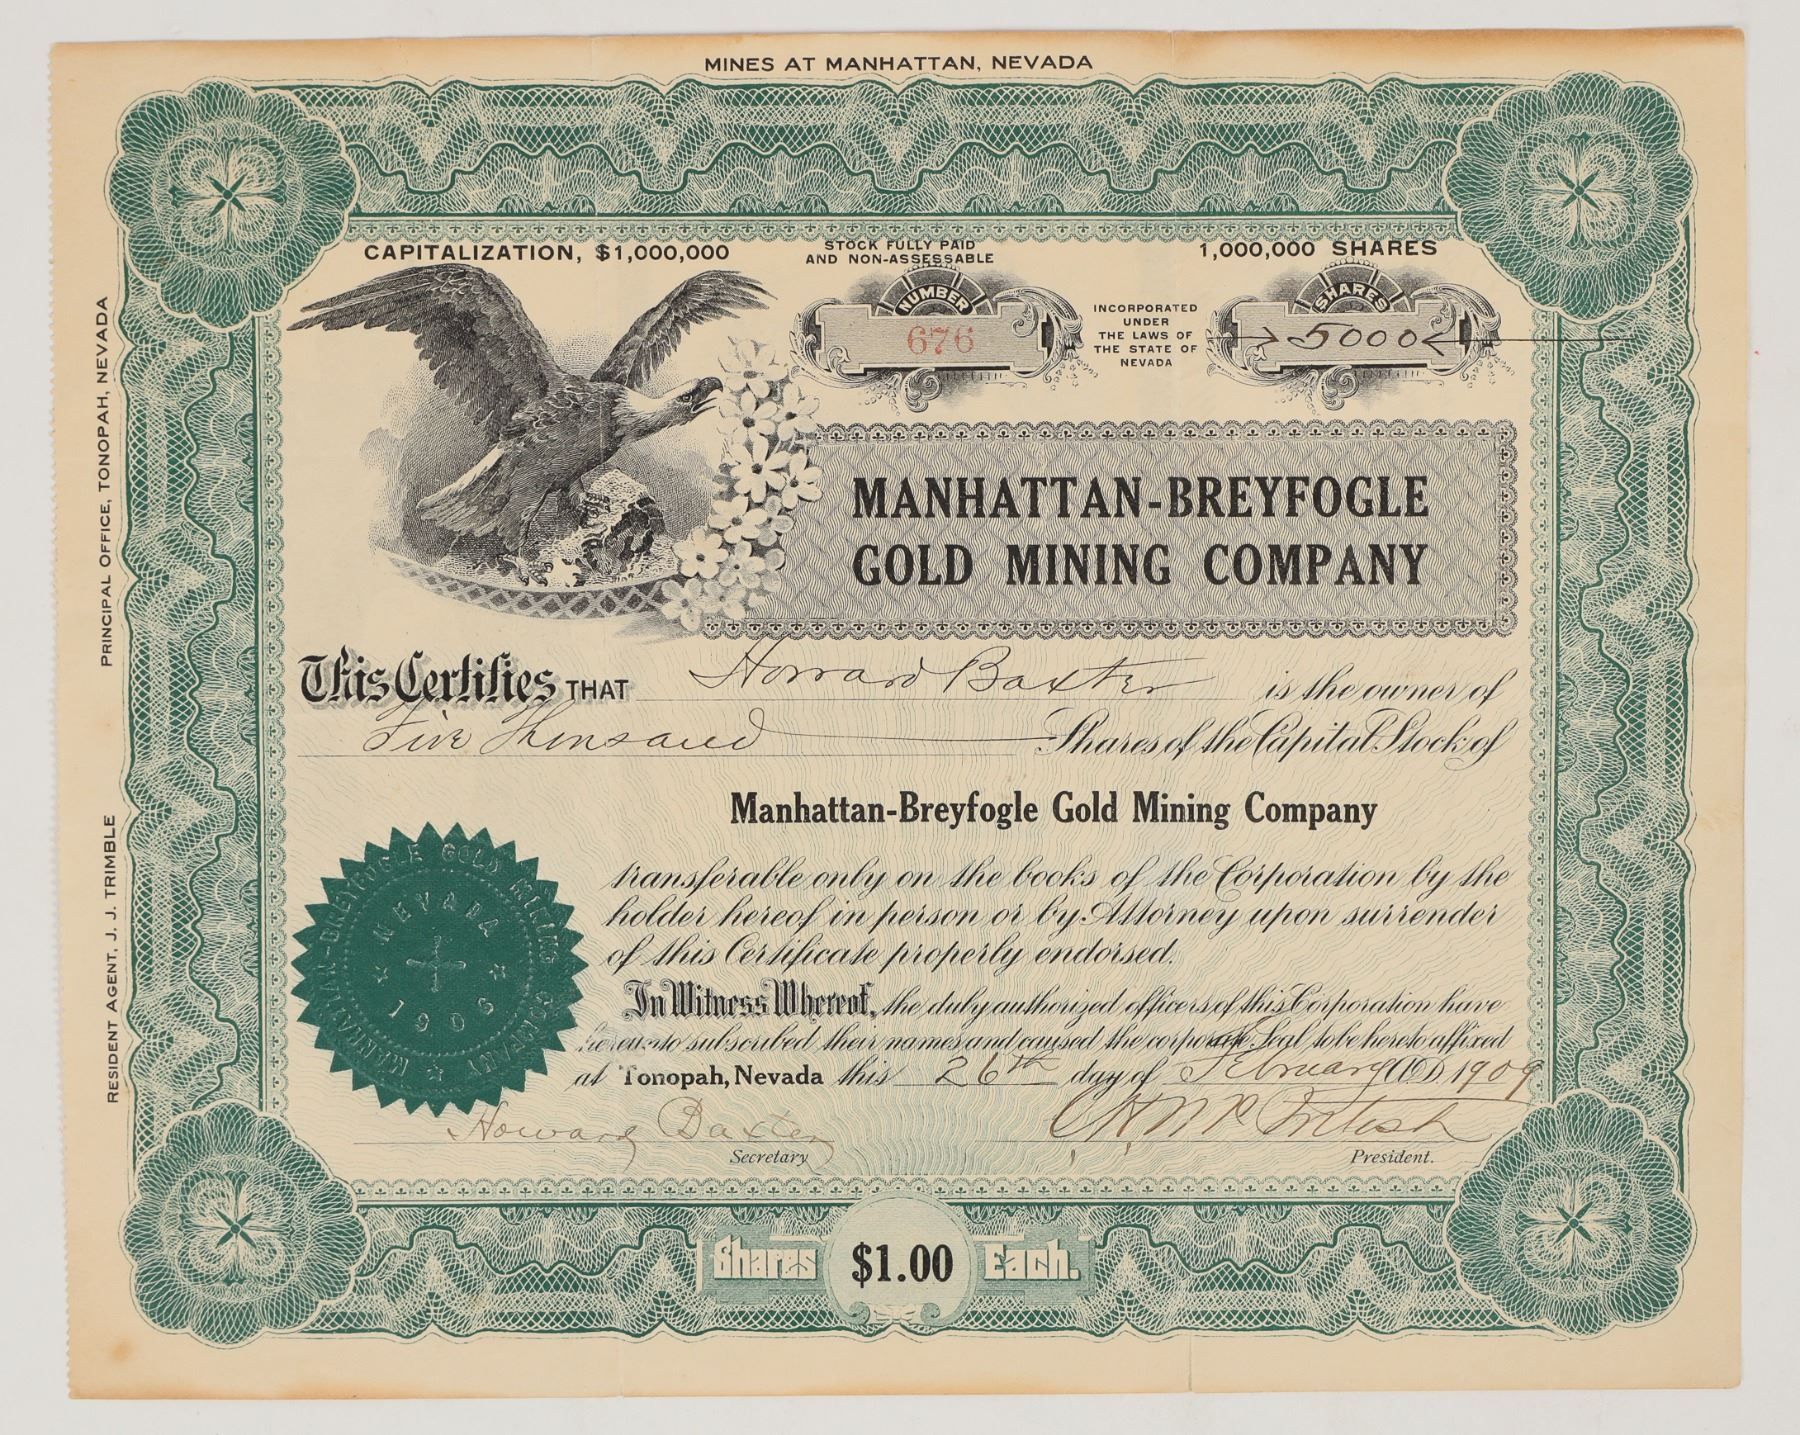 MINES AT MANHATTAN, NEVADA
CAPITALIZATION, $1,000,000
STOCK FULLY PAID
AND NON-ASSESSABLE
1,000,000 SHARES
NUMBER
676
INCORPORATED
UNDER
THE LAWS OF
THE STATE OF
NEVADA
SHARES
5000
PRINCIPAL OFFICE, TONOPAH, NEVADA
RESIDENT AGENT, J. J. TRIMBLE
MANHATTAN-BREYFOGLE
GOLD MINING COMPANY
This Certifies THAT Howard Baxter is the owner of
Five Thousand Shares of the Capital Stock of
Manhattan-Breyfogle Gold Mining Company
transferable only on the books of the Corporation by the
holder hereof in person or by Attorney upon surrender
of this Certificate properly endorsed.
In Witness Whereof, the duly authorized officers of this Corporation have
hereunto subscribed their names and caused the corporate Seal to be hereto affixed
at Tonopah, Nevada this 26th day of February A.D. 1909
MANHATTAN-BREYFOGLE GOLD MINING COMPANY
NEVADA
1906
Howard Baxter
Secretary
C H McIntosh
President.
Shares $1.00 Each.